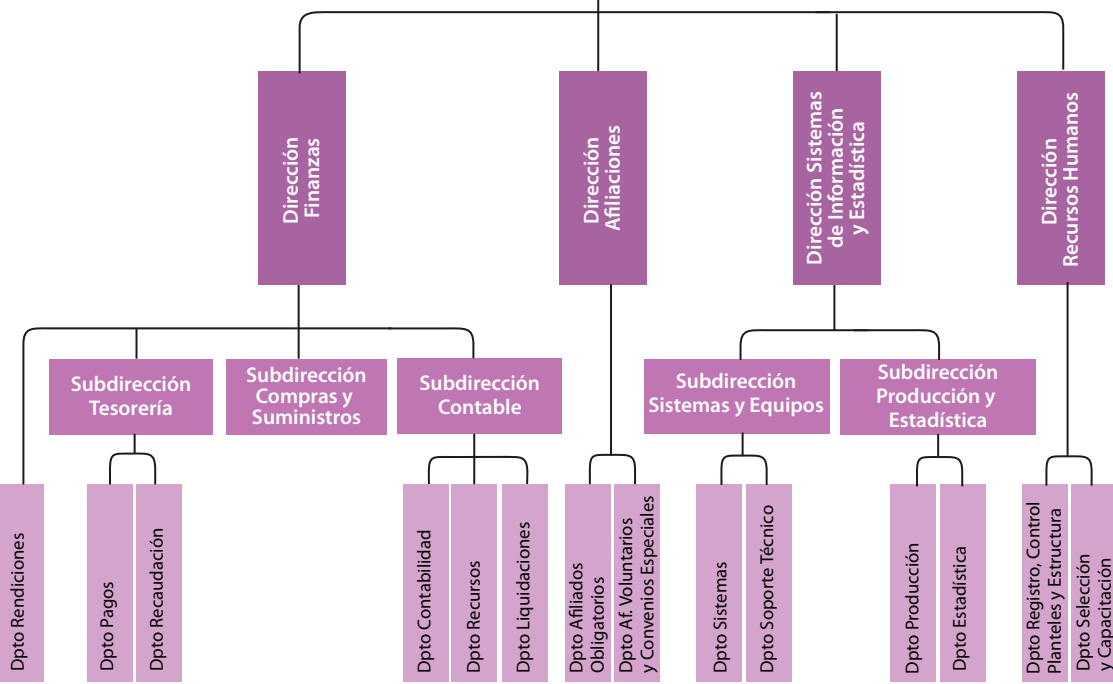 Dirección
Finanzas
Dirección
Afiliaciones
Dirección Sistemas
de Información
y Estadística
Dirección
Recursos Humanos
Subdirección
Tesorería
Subdirección
Compras y
Suministros
Subdirección
Contable
Subdirección
Sistemas y Equipos
Subdirección
Producción y
Estadística
Dpto Rendiciones
Dpto Pagos
Dpto Recaudación
Dpto Contabilidad
Dpto Recursos
Dpto Liquidaciones
Dpto Afiliados
Obligatorios
Dpto Af. Voluntarios
y Convenios Especiales
Dpto Sistemas
Dpto Soporte Técnico
Dpto Producción
Dpto Estadística
Dpto Registro, Control
Planteles y Estructura
Dpto Selección
y Capacitación